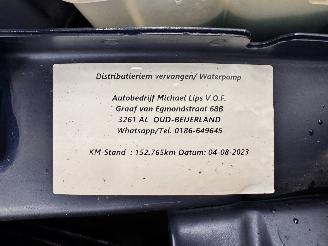 Distributieriem vervangen/ Waterpomp
Autobedrijf Michael Lips V.O.F.
Graaf van Egmondstraat 68B
3261 AL OUD-BEIJERLAND
Whatsapp/Tel. 0186-649645
KM-Stand : 152.765km Datum: 04-08-2023